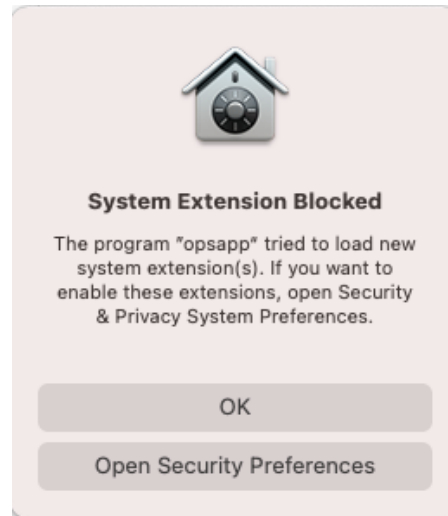 System Extension Blocked
The program "opsapp" tried to load new
system extension(s). If you want to
enable these extensions, open Security
& Privacy System Preferences.
OK
Open Security Preferences